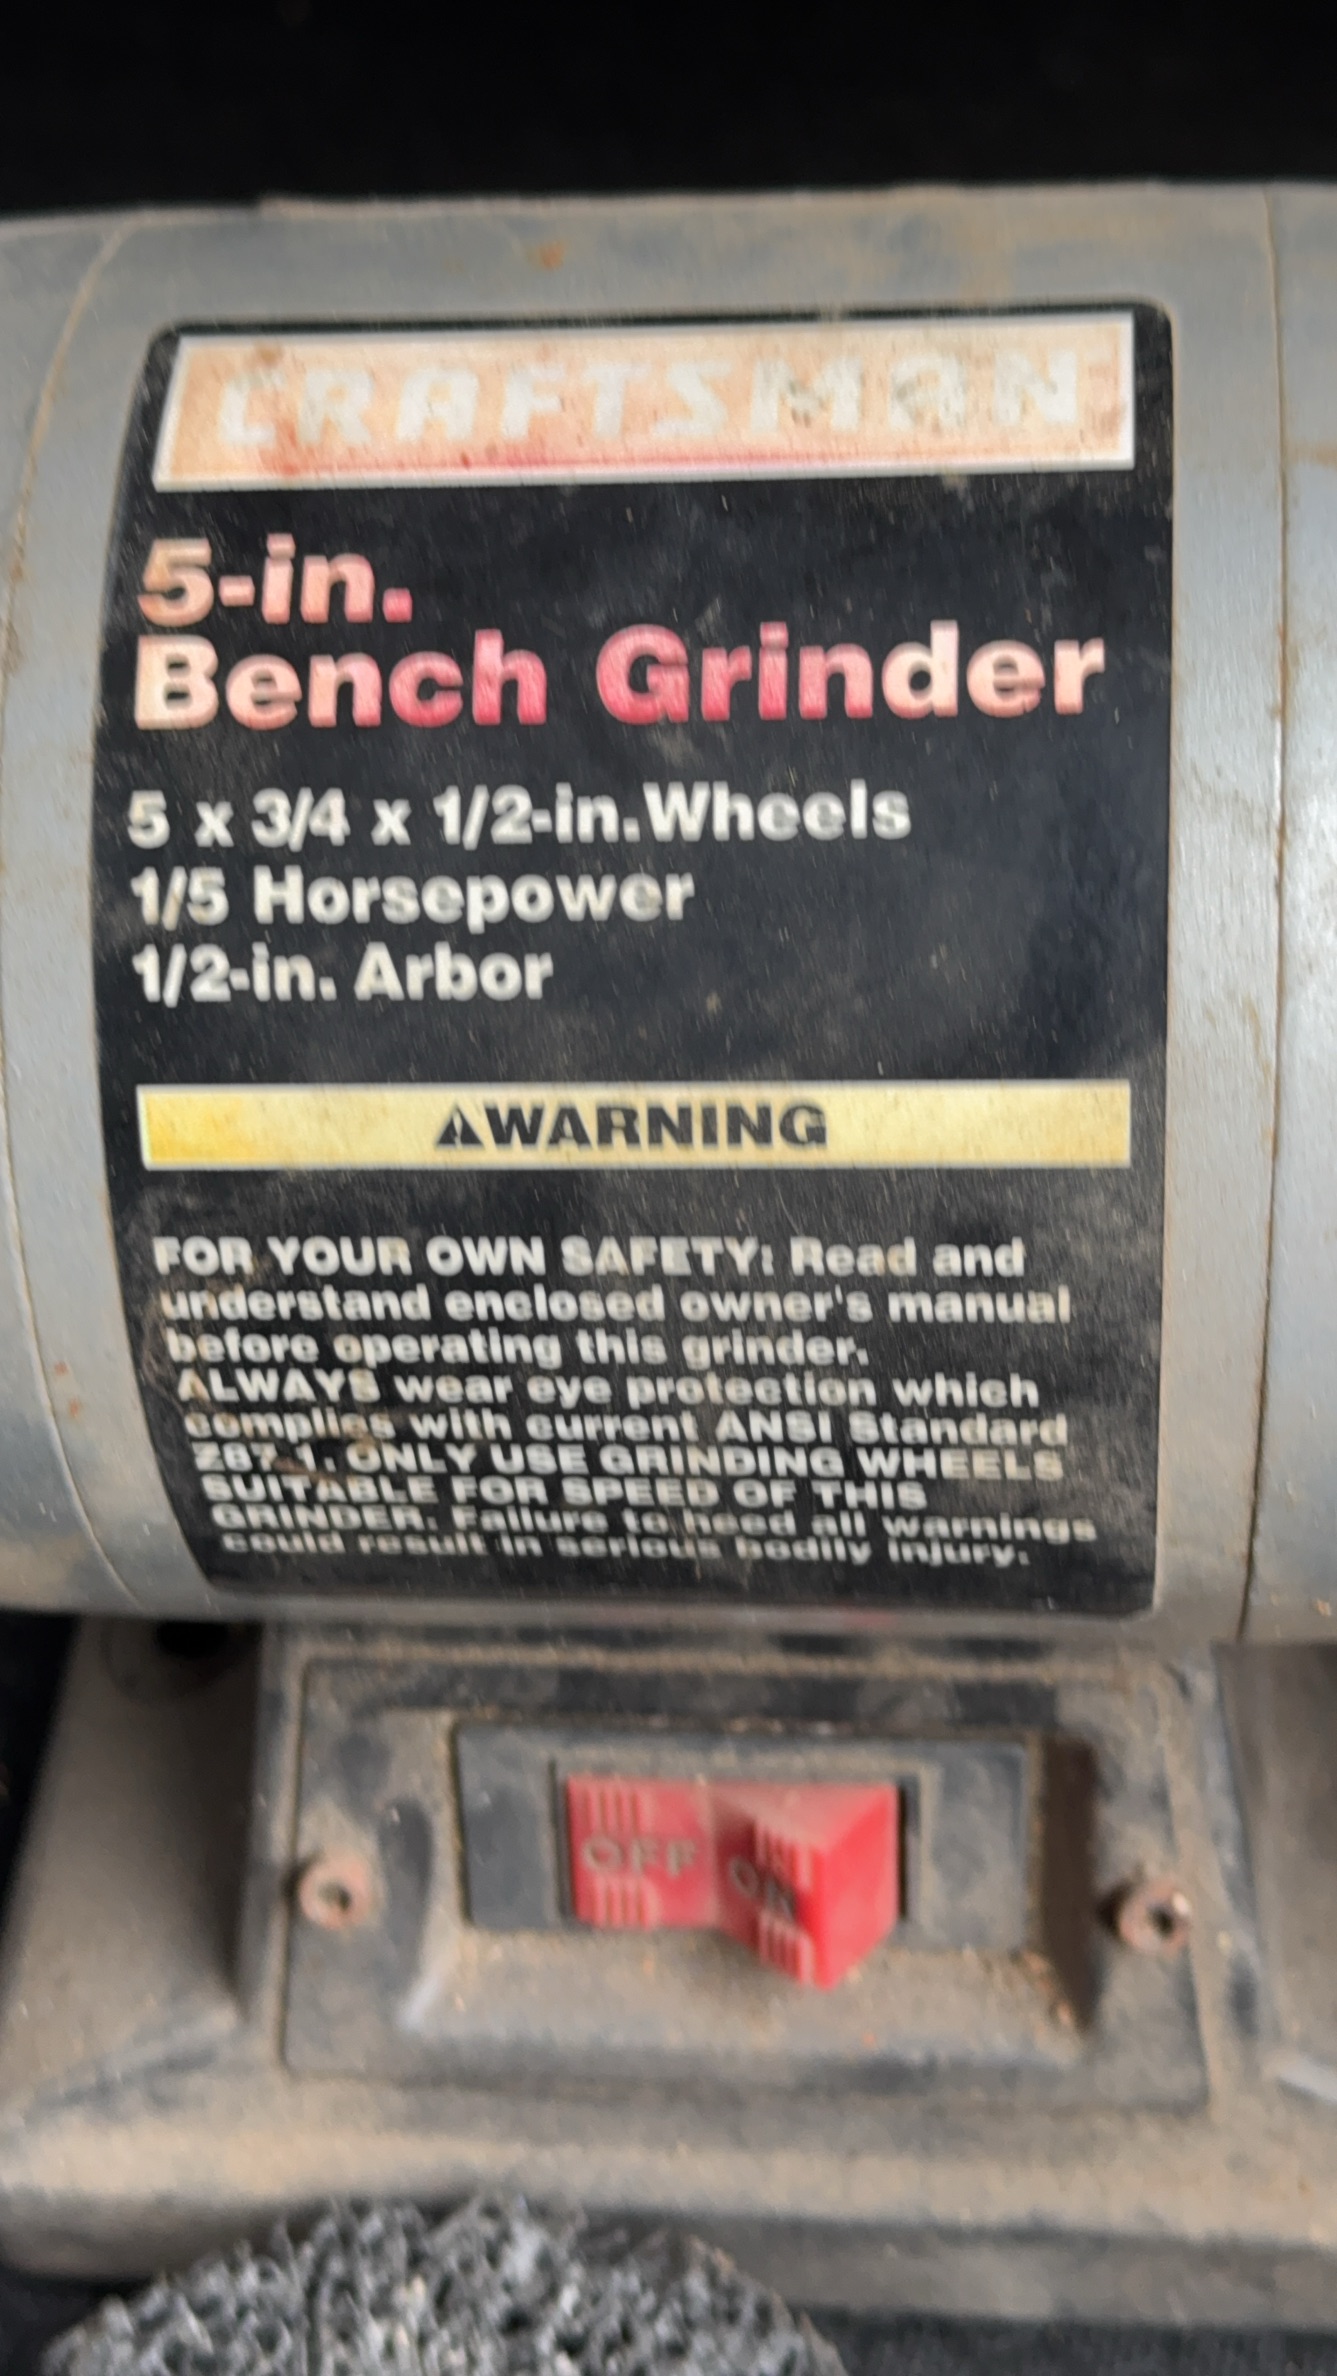 CRAFTSMAN
5-in.
Bench Grinder
5 x 3/4 x 1/2-in. Wheels
1/5 Horsepower
1/2-in. Arbor
⚠WARNING
FOR YOUR OWN SAFETY: Read and
understand enclosed owner's manual
before operating this grinder.
ALWAYS wear eye protection which
complies with current ANSI Standard
Z87.1. ONLY USE GRINDING WHEELS
SUITABLE FOR SPEED OF THIS
GRINDER. Failure to heed all warnings
could result in serious bodily injury.
OFF ON